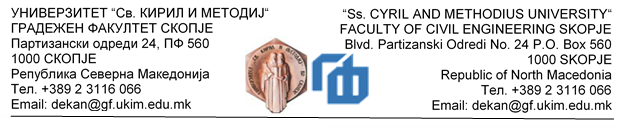 УНИВЕРЗИТЕТ “Св. КИРИЛ И МЕТОДИЈ“
ГРАДЕЖЕН ФАКУЛТЕТ СКОПЈЕ
Партизански одреди 24, ПФ 560
1000 СКОПЈЕ
Република Северна Македонија
Тел. +389 2 3116 066
Email: dekan@gf.ukim.edu.mk
“Ss. CYRIL AND METHODIUS UNIVERSITY“
FACULTY OF CIVIL ENGINEERING SKOPJE
Blvd. Partizanski Odredi No. 24 P.O. Box 560
1000 SKOPJE
Republic of North Macedonia
Тел. +389 2 3116 066
Email: dekan@gf.ukim.edu.mk